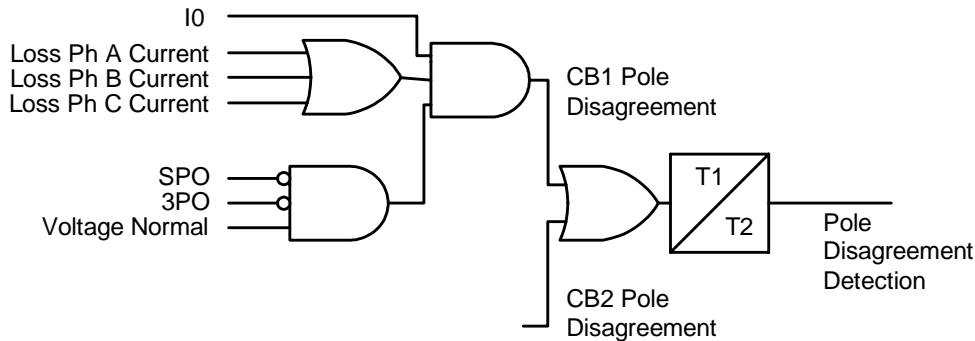 I0
Loss Ph A Current
Loss Ph B Current
Loss Ph C Current
CB1 Pole
Disagreement
SPO
3PO
Voltage Normal
T1
T2
Pole
Disagreement
Detection
CB2 Pole
Disagreement